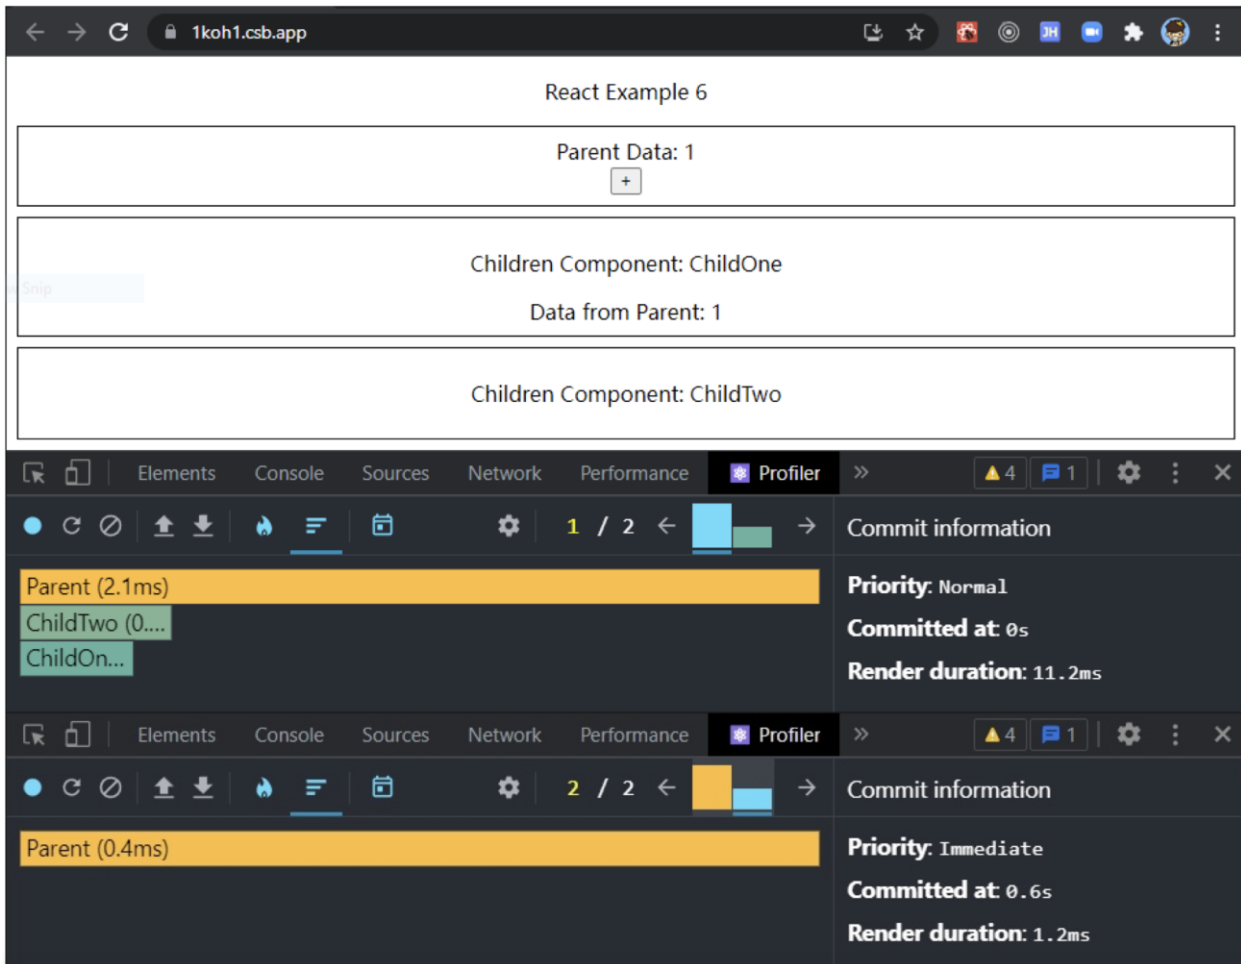 1koh1.csb.app
JH
React Example 6
Parent Data: 1
+
Children Component: ChildOne
Snip
Data from Parent: 1
Children Component: ChildTwo
Elements Console Sources Network Performance Profiler » 4 1
1 / 2 Commit information
Parent (2.1ms) Priority: Normal
ChildTwo (0.... Committed at: 0s
ChildOn... Render duration: 11.2ms
Elements Console Sources Network Performance Profiler » 4 1
2 / 2 Commit information
Parent (0.4ms) Priority: Immediate
Committed at: 0.6s
Render duration: 1.2ms